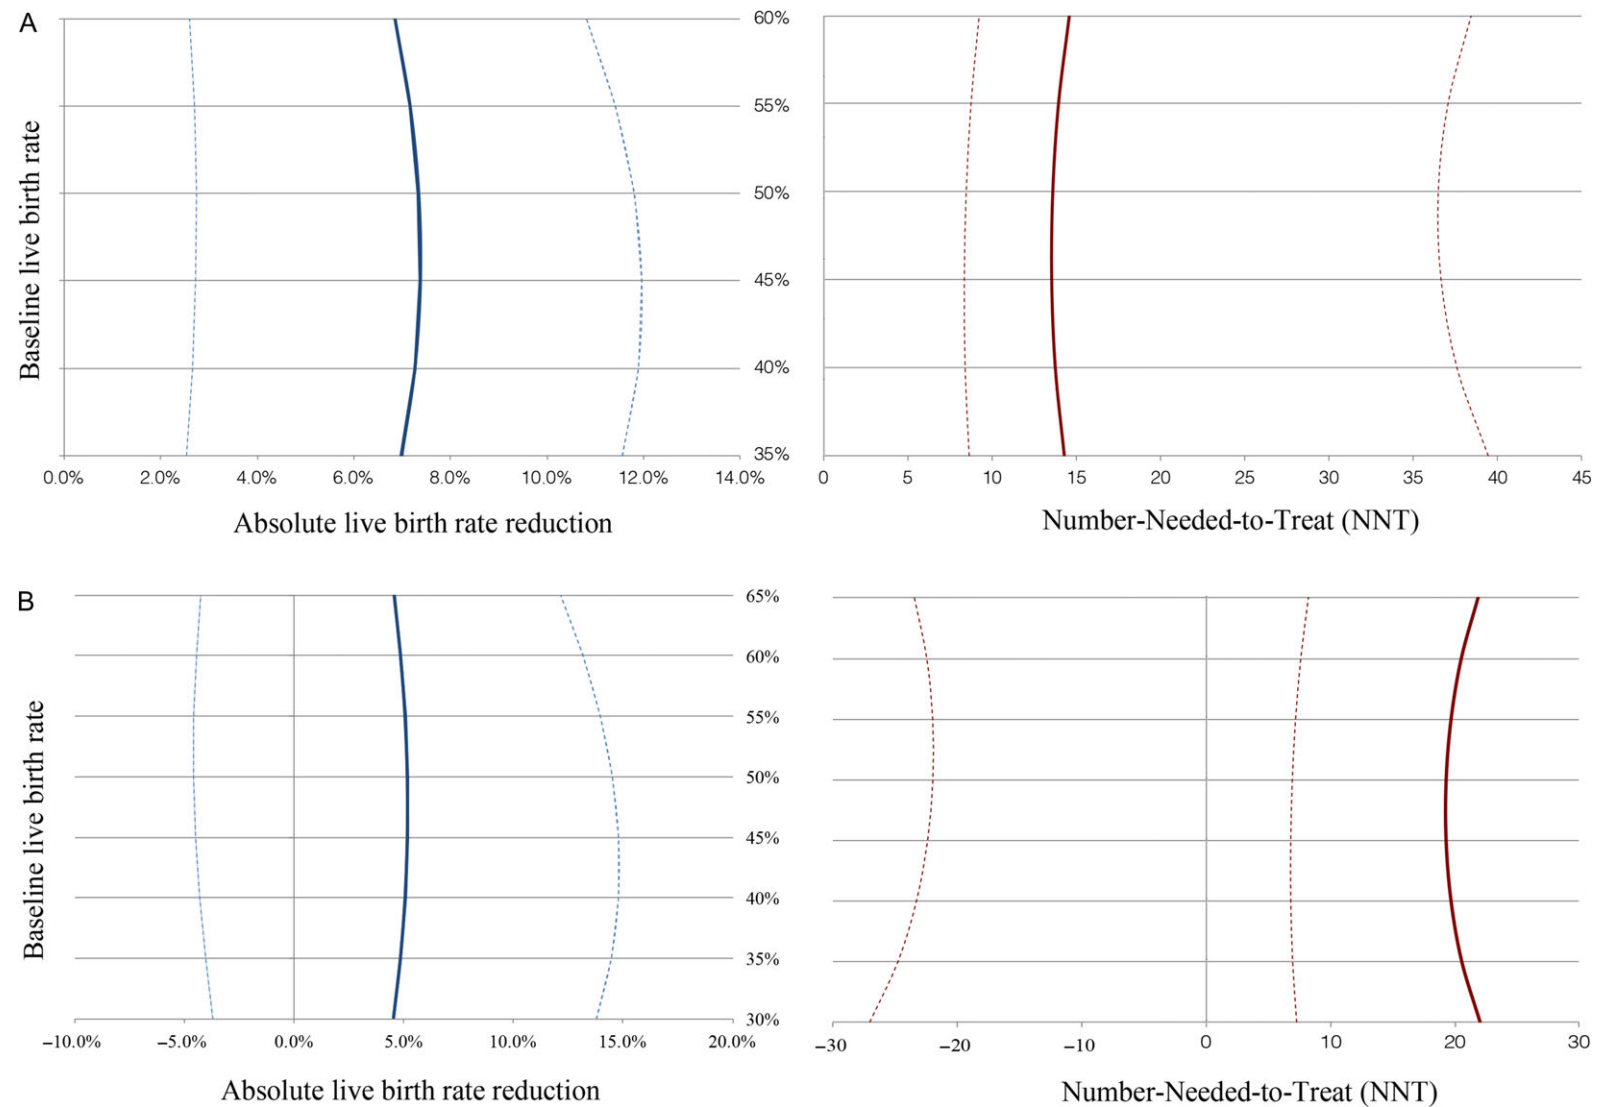 A
Baseline live birth rate
60%
55%
50%
45%
40%
35%
0.0% 2.0% 4.0% 6.0% 8.0% 10.0% 12.0% 14.0%
Absolute live birth rate reduction
0 5 10 15 20 25 30 35 40 45
Number-Needed-to-Treat (NNT)
B
Baseline live birth rate
65%
60%
55%
50%
45%
40%
35%
30%
−10.0% −5.0% 0.0% 5.0% 10.0% 15.0% 20.0%
Absolute live birth rate reduction
−30 −20 −10 0 10 20 30
Number-Needed-to-Treat (NNT)